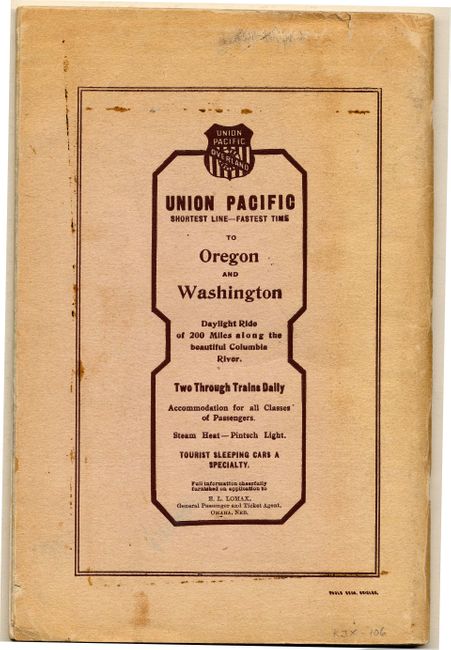 UNION
PACIFIC
OVERLAND
UNION PACIFIC
SHORTEST LINE—FASTEST TIME
TO
Oregon
AND
Washington
Daylight Ride
of 200 Miles along the
beautiful Columbia
River.
Two Through Trains Daily
Accommodation for all Classes
of Passengers.
Steam Heat—Pintsch Light.
TOURIST SLEEPING CARS A
SPECIALTY.
Full information cheerfully
furnished on application to
E. L. LOMAX,
General Passenger and Ticket Agent,
OMAHA, NEB.
KJX-106